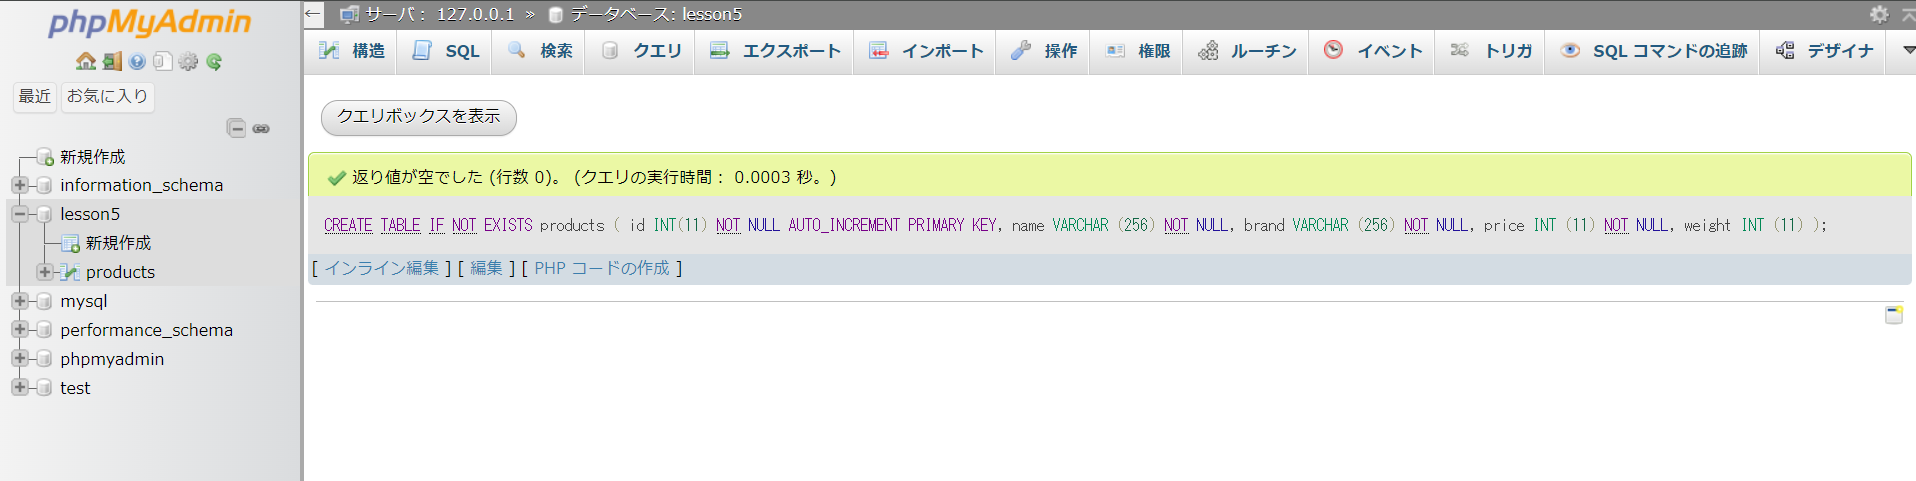 phpMyAdmin
最近 お気に入り
新規作成
information_schema
lesson5
新規作成
products
mysql
performance_schema
phpmyadmin
test
← サーバ: 127.0.0.1 » データベース: lesson5
構造 SQL 検索 クエリ エクスポート インポート 操作 権限 ルーチン イベント トリガ SQL コマンドの追跡 デザイナ
クエリボックスを表示
返り値が空でした (行数 0)。 (クエリの実行時間: 0.0003 秒。)
CREATE TABLE IF NOT EXISTS products ( id INT(11) NOT NULL AUTO_INCREMENT PRIMARY KEY, name VARCHAR (256) NOT NULL, brand VARCHAR (256) NOT NULL, price INT (11) NOT NULL, weight INT (11) );
[ インライン編集 ] [ 編集 ] [ PHP コードの作成 ]